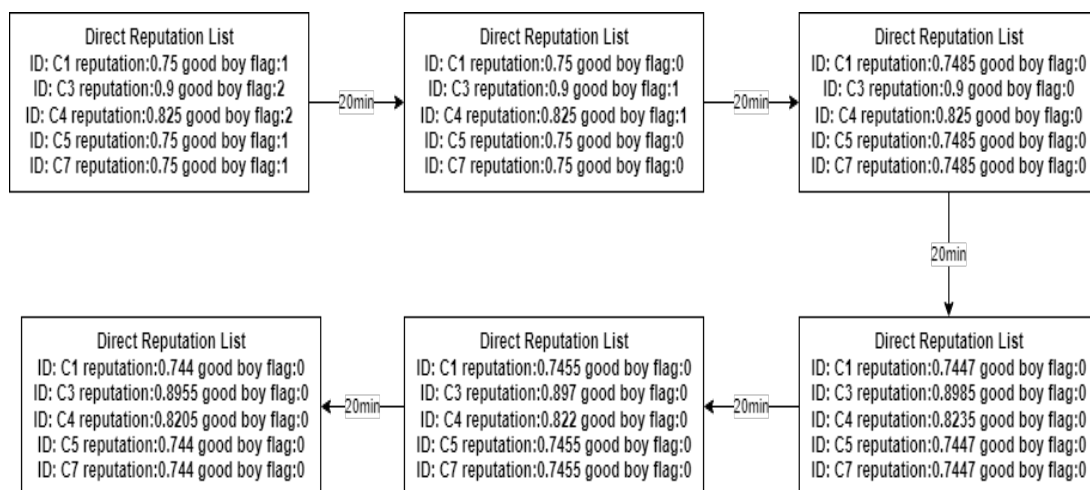 Direct Reputation List
ID: C1 reputation:0.75 good boy flag:1
ID: C3 reputation:0.9 good boy flag:2
ID: C4 reputation:0.825 good boy flag:2
ID: C5 reputation:0.75 good boy flag:1
ID: C7 reputation:0.75 good boy flag:1
20min
Direct Reputation List
ID: C1 reputation:0.75 good boy flag:0
ID: C3 reputation:0.9 good boy flag:1
ID: C4 reputation:0.825 good boy flag:1
ID: C5 reputation:0.75 good boy flag:0
ID: C7 reputation:0.75 good boy flag:0
20min
Direct Reputation List
ID: C1 reputation:0.7485 good boy flag:0
ID: C3 reputation:0.9 good boy flag:0
ID: C4 reputation:0.825 good boy flag:0
ID: C5 reputation:0.7485 good boy flag:0
ID: C7 reputation:0.7485 good boy flag:0
20min
Direct Reputation List
ID: C1 reputation:0.7447 good boy flag:0
ID: C3 reputation:0.8985 good boy flag:0
ID: C4 reputation:0.8235 good boy flag:0
ID: C5 reputation:0.7447 good boy flag:0
ID: C7 reputation:0.7447 good boy flag:0
20min
Direct Reputation List
ID: C1 reputation:0.7455 good boy flag:0
ID: C3 reputation:0.897 good boy flag:0
ID: C4 reputation:0.822 good boy flag:0
ID: C5 reputation:0.7455 good boy flag:0
ID: C7 reputation:0.7455 good boy flag:0
20min
Direct Reputation List
ID: C1 reputation:0.744 good boy flag:0
ID: C3 reputation:0.8955 good boy flag:0
ID: C4 reputation:0.8205 good boy flag:0
ID: C5 reputation:0.744 good boy flag:0
ID: C7 reputation:0.744 good boy flag:0